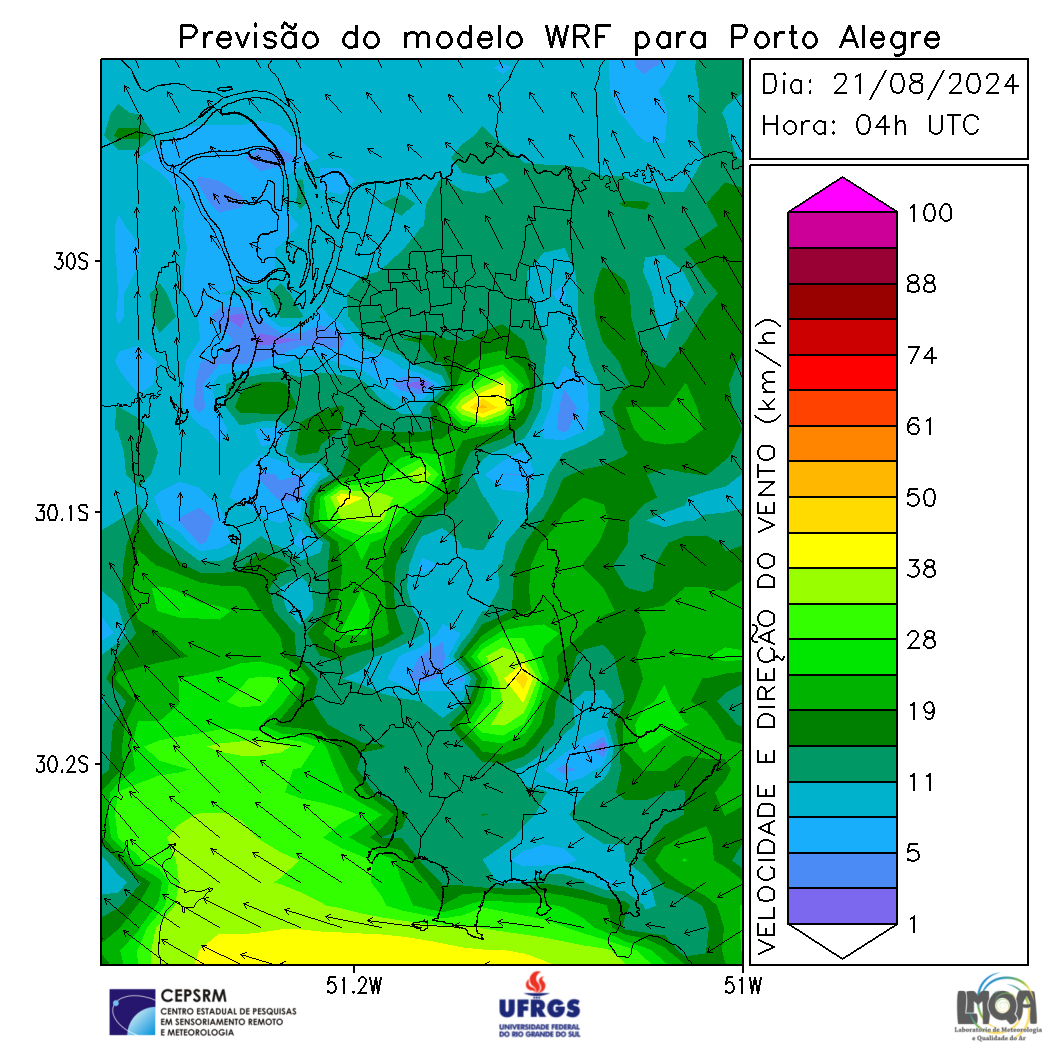 Previsão do modelo WRF para Porto Alegre
Dia: 21/08/2024
Hora: 04h UTC
30S
30.1S
30.2S
51.2W
51W
VELOCIDADE E DIREÇÃO DO VENTO (km/h)
100
88
74
61
50
38
28
19
11
5
1
CEPSRM
CENTRO ESTADUAL DE PESQUISAS
EM SENSORIAMENTO REMOTO
E METEOROLOGIA
UFRGS
UNIVERSIDADE FEDERAL
DO RIO GRANDE DO SUL
LMQA
Laboratório de Meteorologia
e Qualidade do Ar